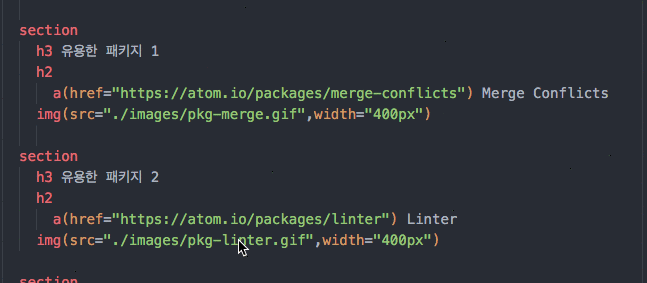 section
h3 유용한 패키지 1
h2
a(href="https://atom.io/packages/merge-conflicts") Merge Conflicts
img(src="./images/pkg-merge.gif",width="400px")
section
h3 유용한 패키지 2
h2
a(href="https://atom.io/packages/linter") Linter
img(src="./images/pkg-linter.gif",width="400px")
section